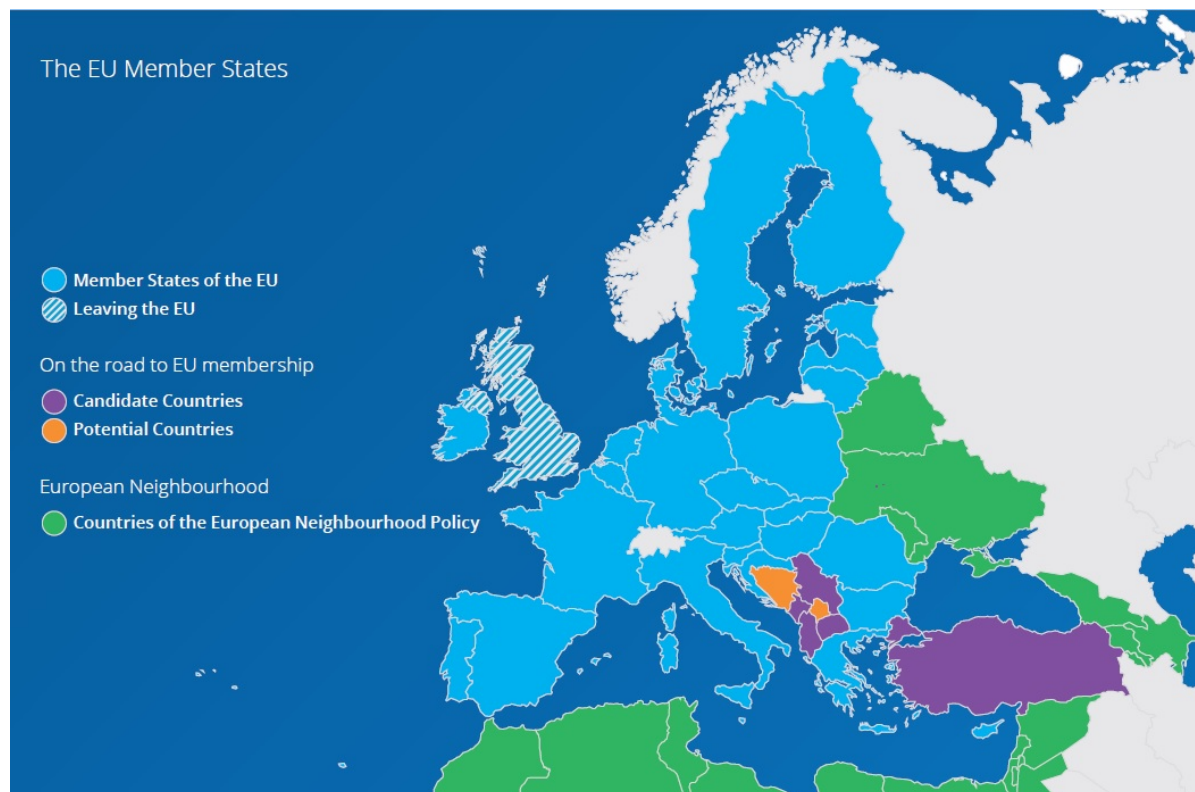 The EU Member States
Member States of the EU
Leaving the EU
On the road to EU membership
Candidate Countries
Potential Countries
European Neighbourhood
Countries of the European Neighbourhood Policy